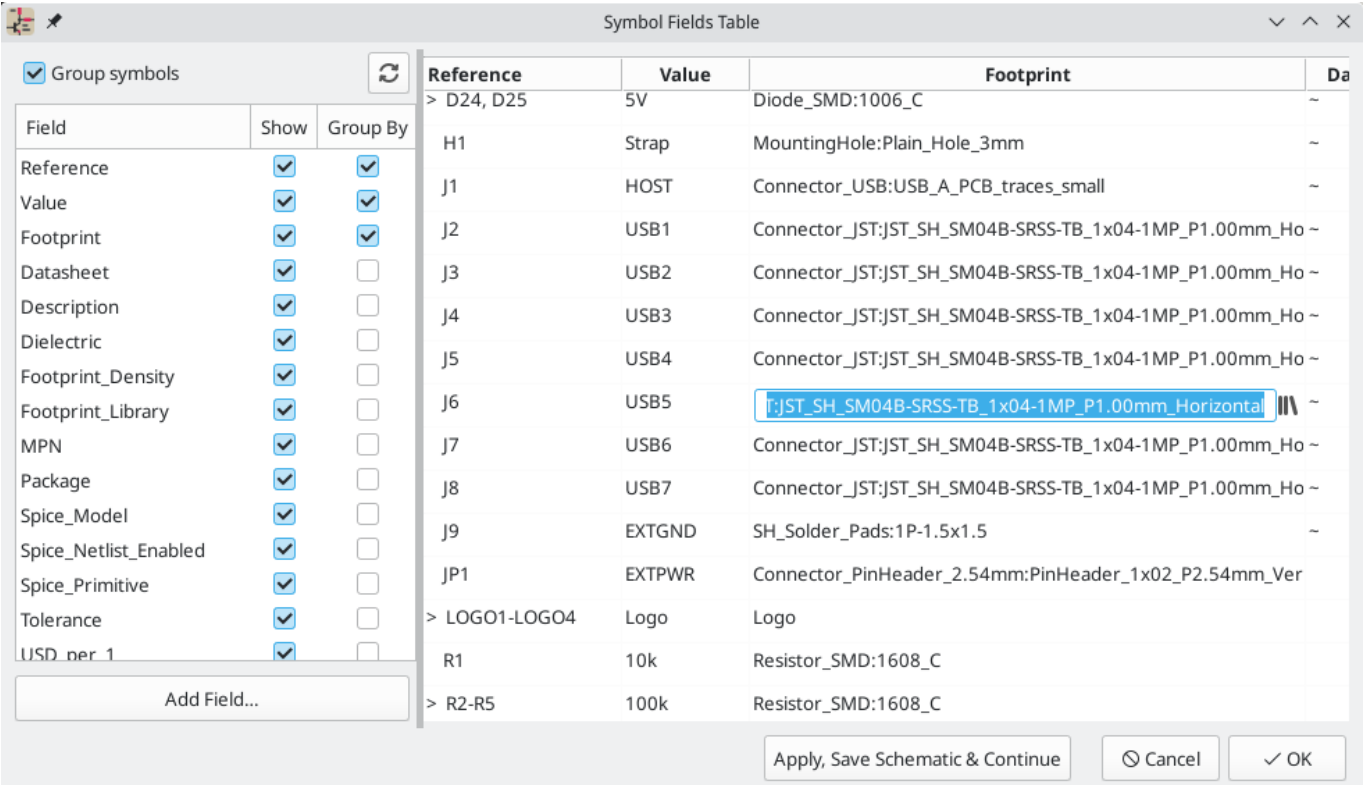 Symbol Fields Table
Group symbols
Field Show Group By
Reference
Value
Footprint
Datasheet
Description
Dielectric
Footprint_Density
Footprint_Library
MPN
Package
Spice_Model
Spice_Netlist_Enabled
Spice_Primitive
Tolerance
USD_per_1
Add Field...
Reference Value Footprint Da
> D24, D25 5V Diode_SMD:1006_C ~
H1 Strap MountingHole:Plain_Hole_3mm ~
J1 HOST Connector_USB:USB_A_PCB_traces_small ~
J2 USB1 Connector_JST:JST_SH_SM04B-SRSS-TB_1x04-1MP_P1.00mm_Ho ~
J3 USB2 Connector_JST:JST_SH_SM04B-SRSS-TB_1x04-1MP_P1.00mm_Ho ~
J4 USB3 Connector_JST:JST_SH_SM04B-SRSS-TB_1x04-1MP_P1.00mm_Ho ~
J5 USB4 Connector_JST:JST_SH_SM04B-SRSS-TB_1x04-1MP_P1.00mm_Ho ~
J6 USB5 T:JST_SH_SM04B-SRSS-TB_1x04-1MP_P1.00mm_Horizontal ~
J7 USB6 Connector_JST:JST_SH_SM04B-SRSS-TB_1x04-1MP_P1.00mm_Ho ~
J8 USB7 Connector_JST:JST_SH_SM04B-SRSS-TB_1x04-1MP_P1.00mm_Ho ~
J9 EXTGND SH_Solder_Pads:1P-1.5x1.5 ~
JP1 EXTPWR Connector_PinHeader_2.54mm:PinHeader_1x02_P2.54mm_Ver
> LOGO1-LOGO4 Logo Logo
R1 10k Resistor_SMD:1608_C
> R2-R5 100k Resistor_SMD:1608_C
Apply, Save Schematic & Continue Cancel OK